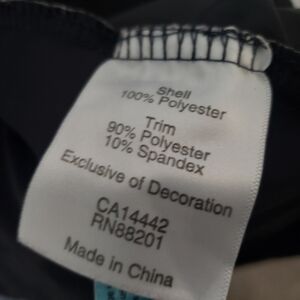 Shell
100% Polyester
Trim
90% Polyester
10% Spandex
Exclusive of Decoration
CA14442
RN88201
Made in China